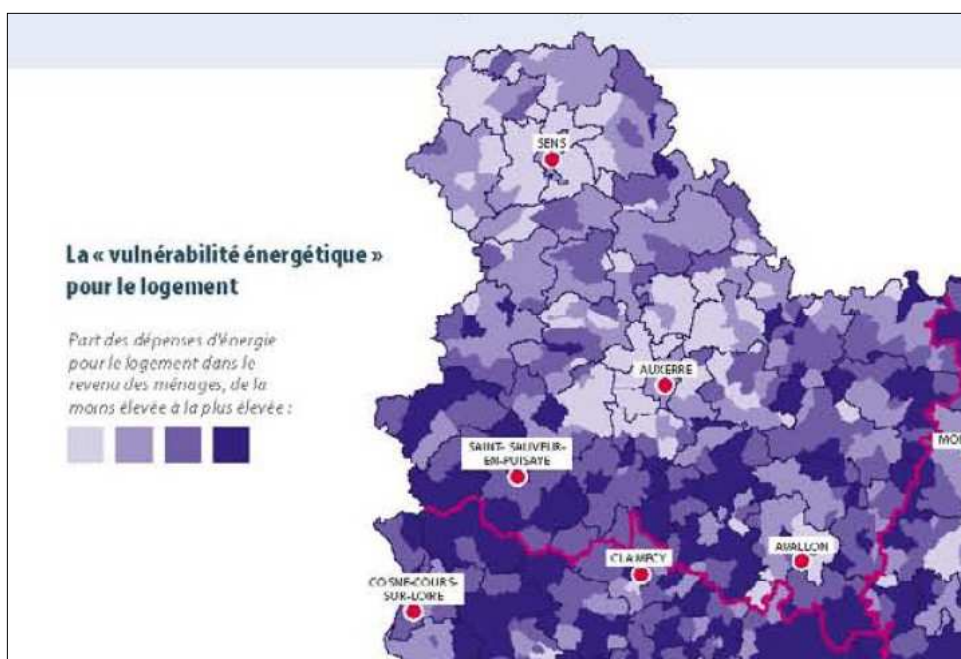 SENS
La « vulnérabilité énergétique »
pour le logement
Part des dépenses d'énergie
pour le logement dans le
revenu des ménages, de la
moins élevée à la plus élevée :
AUXERRE
SAINT-SAUVEUR-
EN-PUISAYE
AVALLON
CLAMECY
COSNE-COURS-
SUR-LOIRE